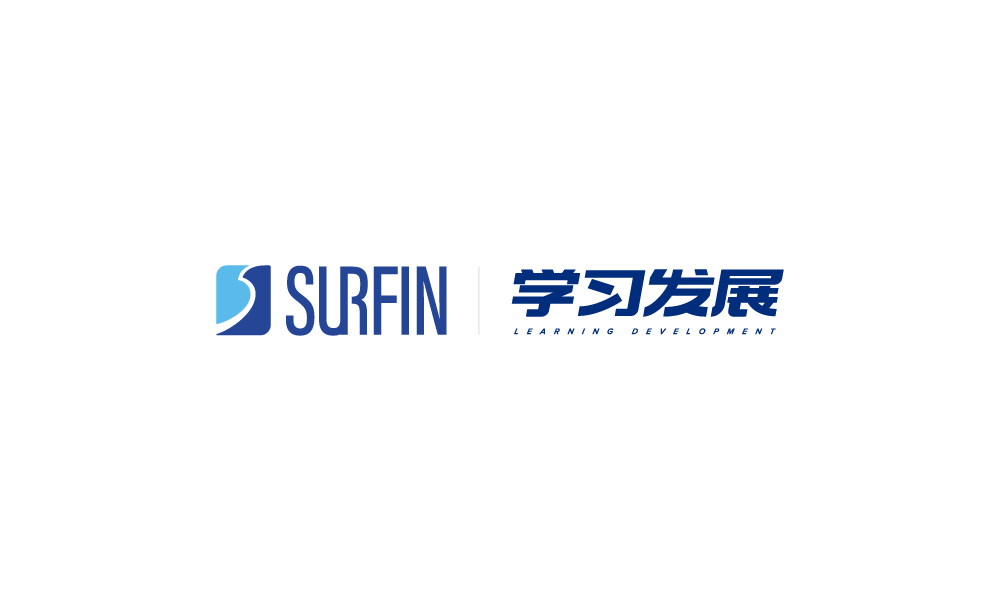 SURFIN
学习发展
LEARNING DEVELOPMENT